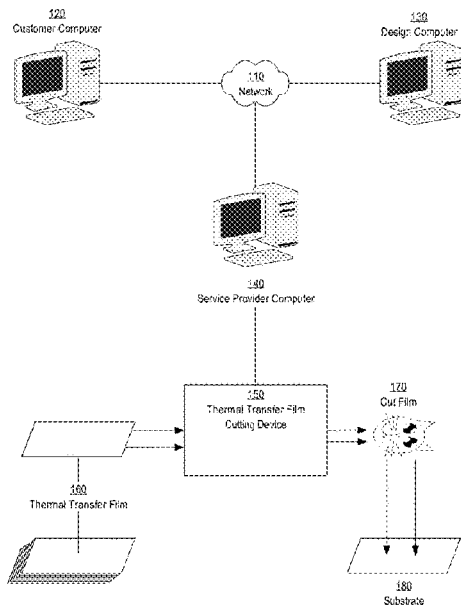 120
Customer Computer
130
Design Computer
110
Network
140
Service Provider Computer
150
Thermal Transfer Film
Cutting Device
170
Cut Film
160
Thermal Transfer Film
180
Substrate